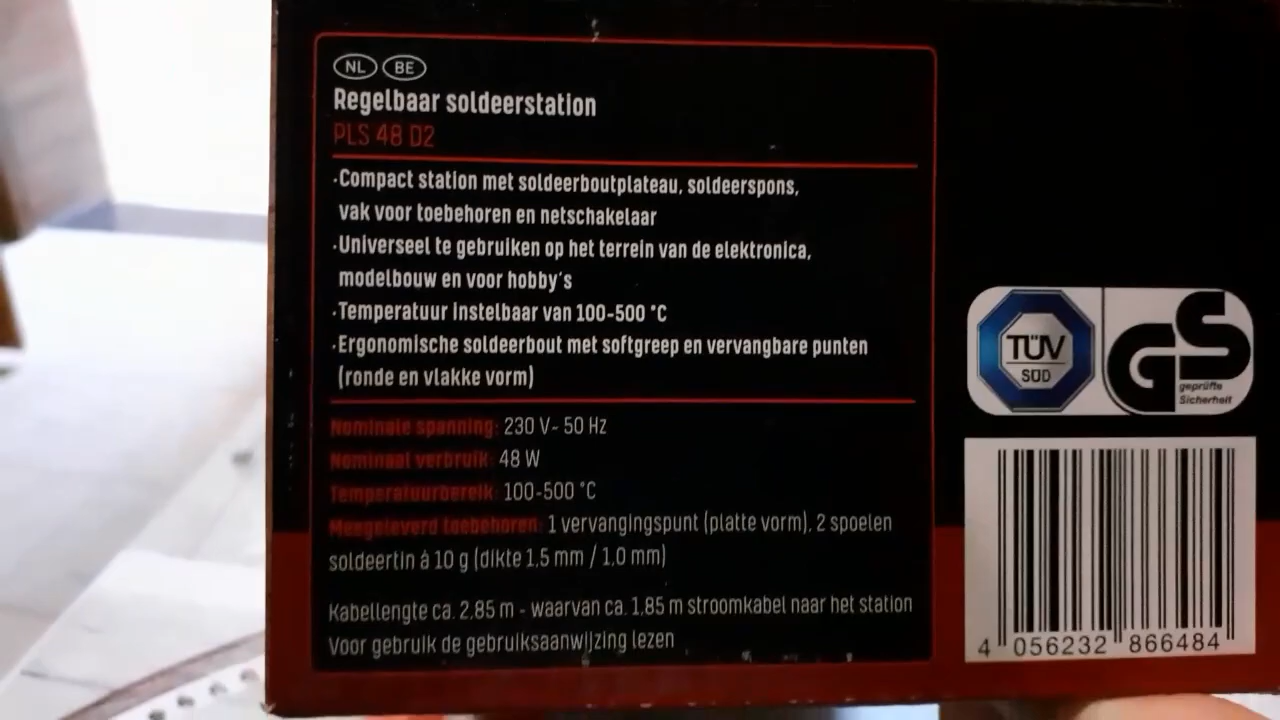 NL BE
Regelbaar soldeerstation
PLS 48 D2
·Compact station met soldeerboutplateau, soldeerspons,
vak voor toebehoren en netschakelaar
·Universeel te gebruiken op het terrein van de elektronica,
modelbouw en voor hobby's
·Temperatuur instelbaar van 100-500 °C
·Ergonomische soldeerbout met softgreep en vervangbare punten
(ronde en vlakke vorm)
Nominale spanning: 230 V~ 50 Hz
Nominaal verbruik: 48 W
Temperatuurbereik: 100-500 °C
Meegeleverd toebehoren: 1 vervangingspunt (platte vorm), 2 spoelen
soldeertin à 10 g (dikte 1,5 mm / 1,0 mm)
Kabellengte ca. 2,85 m - waarvan ca. 1,85 m stroomkabel naar het station
Voor gebruik de gebruiksaanwijzing lezen
TÜV
SÜD
GS
geprüfte
Sicherheit
4 056232 866484